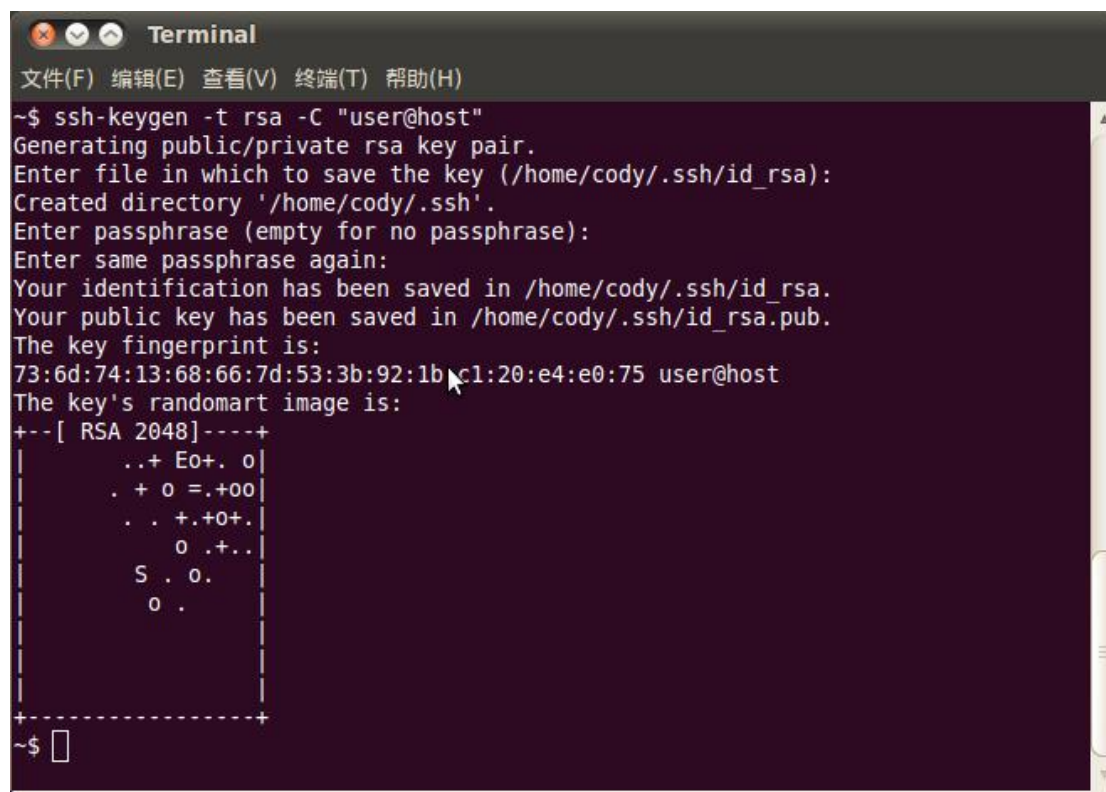 Terminal
文件(F) 编辑(E) 查看(V) 终端(T) 帮助(H)
~$ ssh-keygen -t rsa -C "user@host"
Generating public/private rsa key pair.
Enter file in which to save the key (/home/cody/.ssh/id_rsa):
Created directory '/home/cody/.ssh'.
Enter passphrase (empty for no passphrase):
Enter same passphrase again:
Your identification has been saved in /home/cody/.ssh/id_rsa.
Your public key has been saved in /home/cody/.ssh/id_rsa.pub.
The key fingerprint is:
73:6d:74:13:68:66:7d:53:3b:92:1b:c1:20:e4:e0:75 user@host
The key's randomart image is:
+--[ RSA 2048]----+
|       ..+ Eo+. o|
|      . + o =.+oo|
|       . . +.+o+.|
|           o .+..|
|        S . o.   |
|         o .     |
|                 |
|                 |
|                 |
+-----------------+
~$